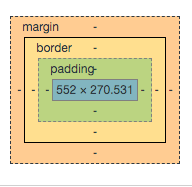 margin -
border -
padding-
- - - 552 × 270.531 - - -
-
-
-